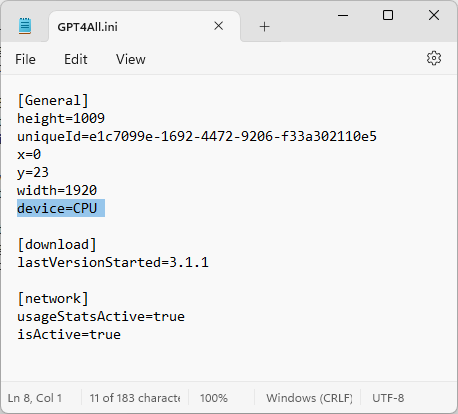 GPT4All.ini
File Edit View
[General]
height=1009
uniqueId=e1c7099e-1692-4472-9206-f33a302110e5
x=0
y=23
width=1920
device=CPU
[download]
lastVersionStarted=3.1.1
[network]
usageStatsActive=true
isActive=true
Ln 8, Col 1 11 of 183 characte 100% Windows (CRLF) UTF-8